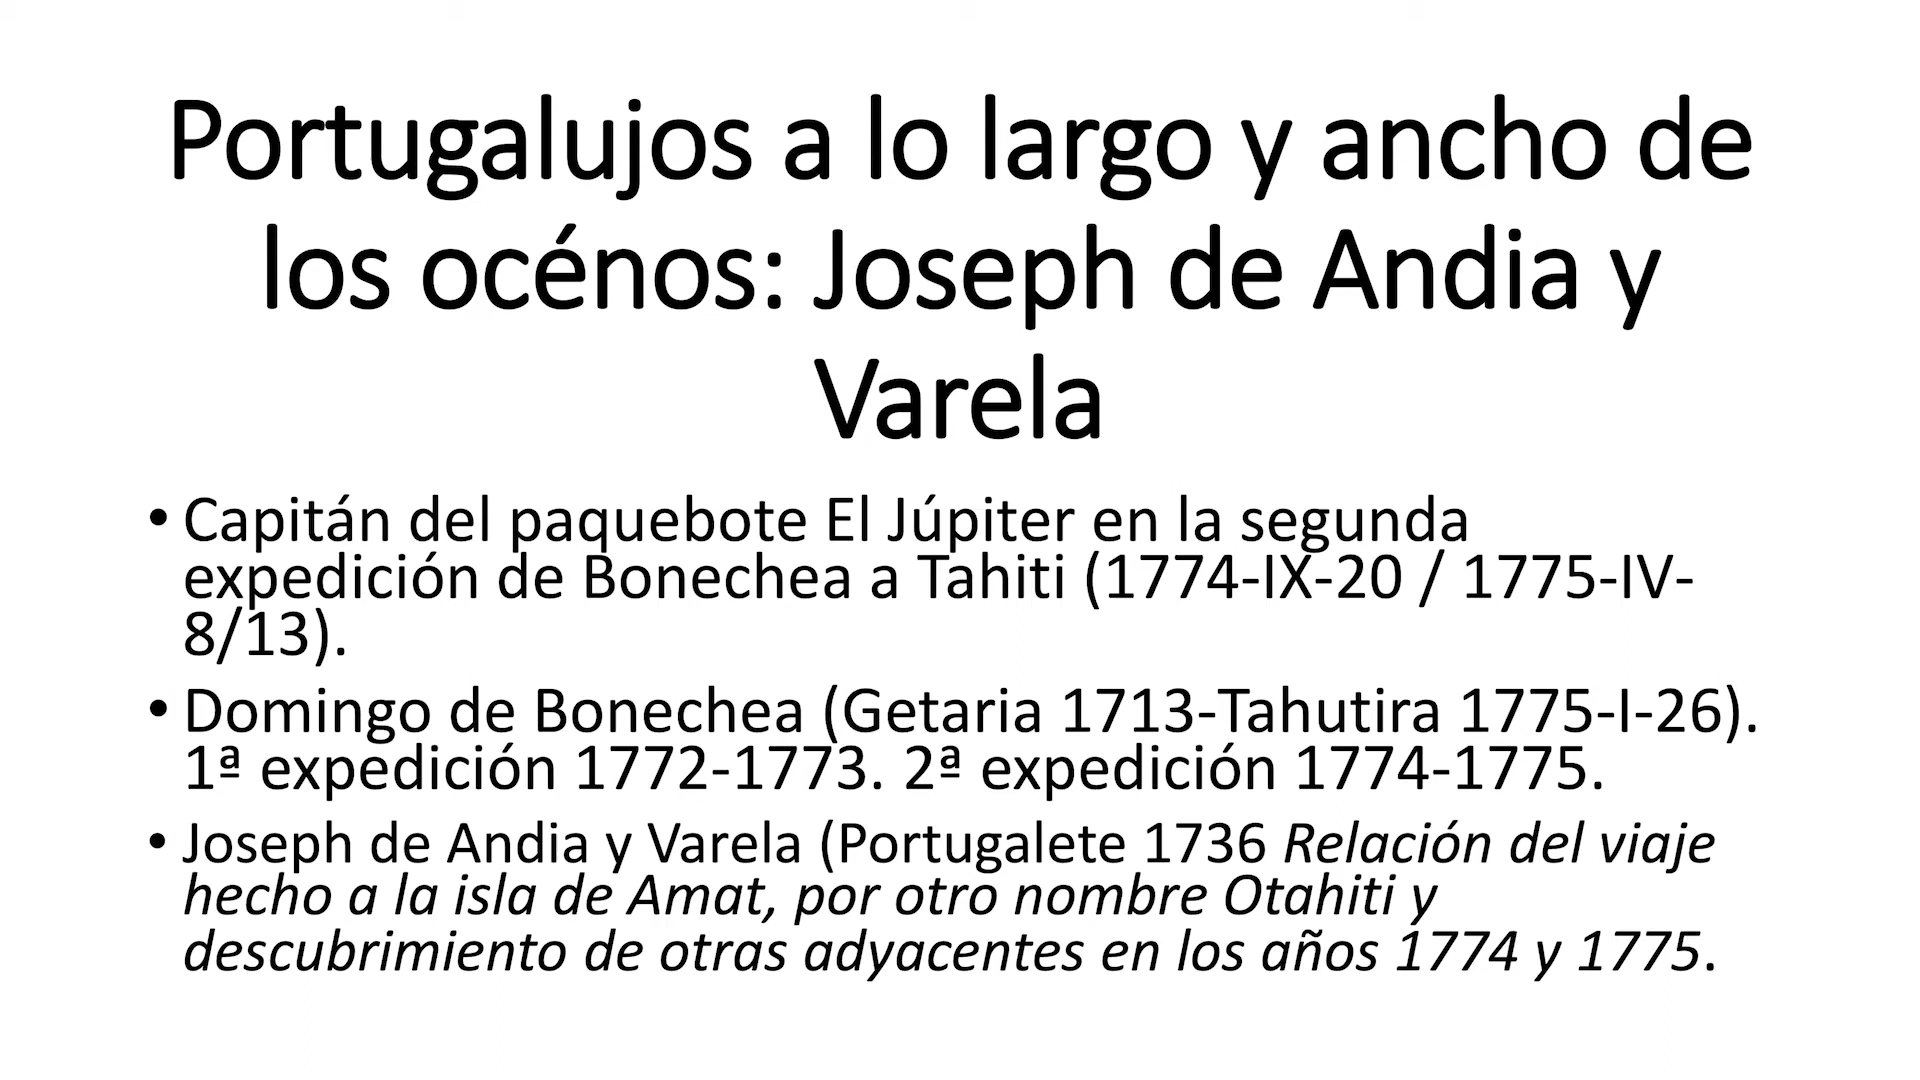 Portugalujos a lo largo y ancho de
los océnos: Joseph de Andia y
Varela
• Capitán del paquebote El Júpiter en la segunda
expedición de Bonechea a Tahiti (1774-IX-20 / 1775-IV-
8/13).
• Domingo de Bonechea (Getaria 1713-Tahutira 1775-I-26).
1ª expedición 1772-1773. 2ª expedición 1774-1775.
• Joseph de Andia y Varela (Portugalete 1736 Relación del viaje
hecho a la isla de Amat, por otro nombre Otahiti y
descubrimiento de otras adyacentes en los años 1774 y 1775.